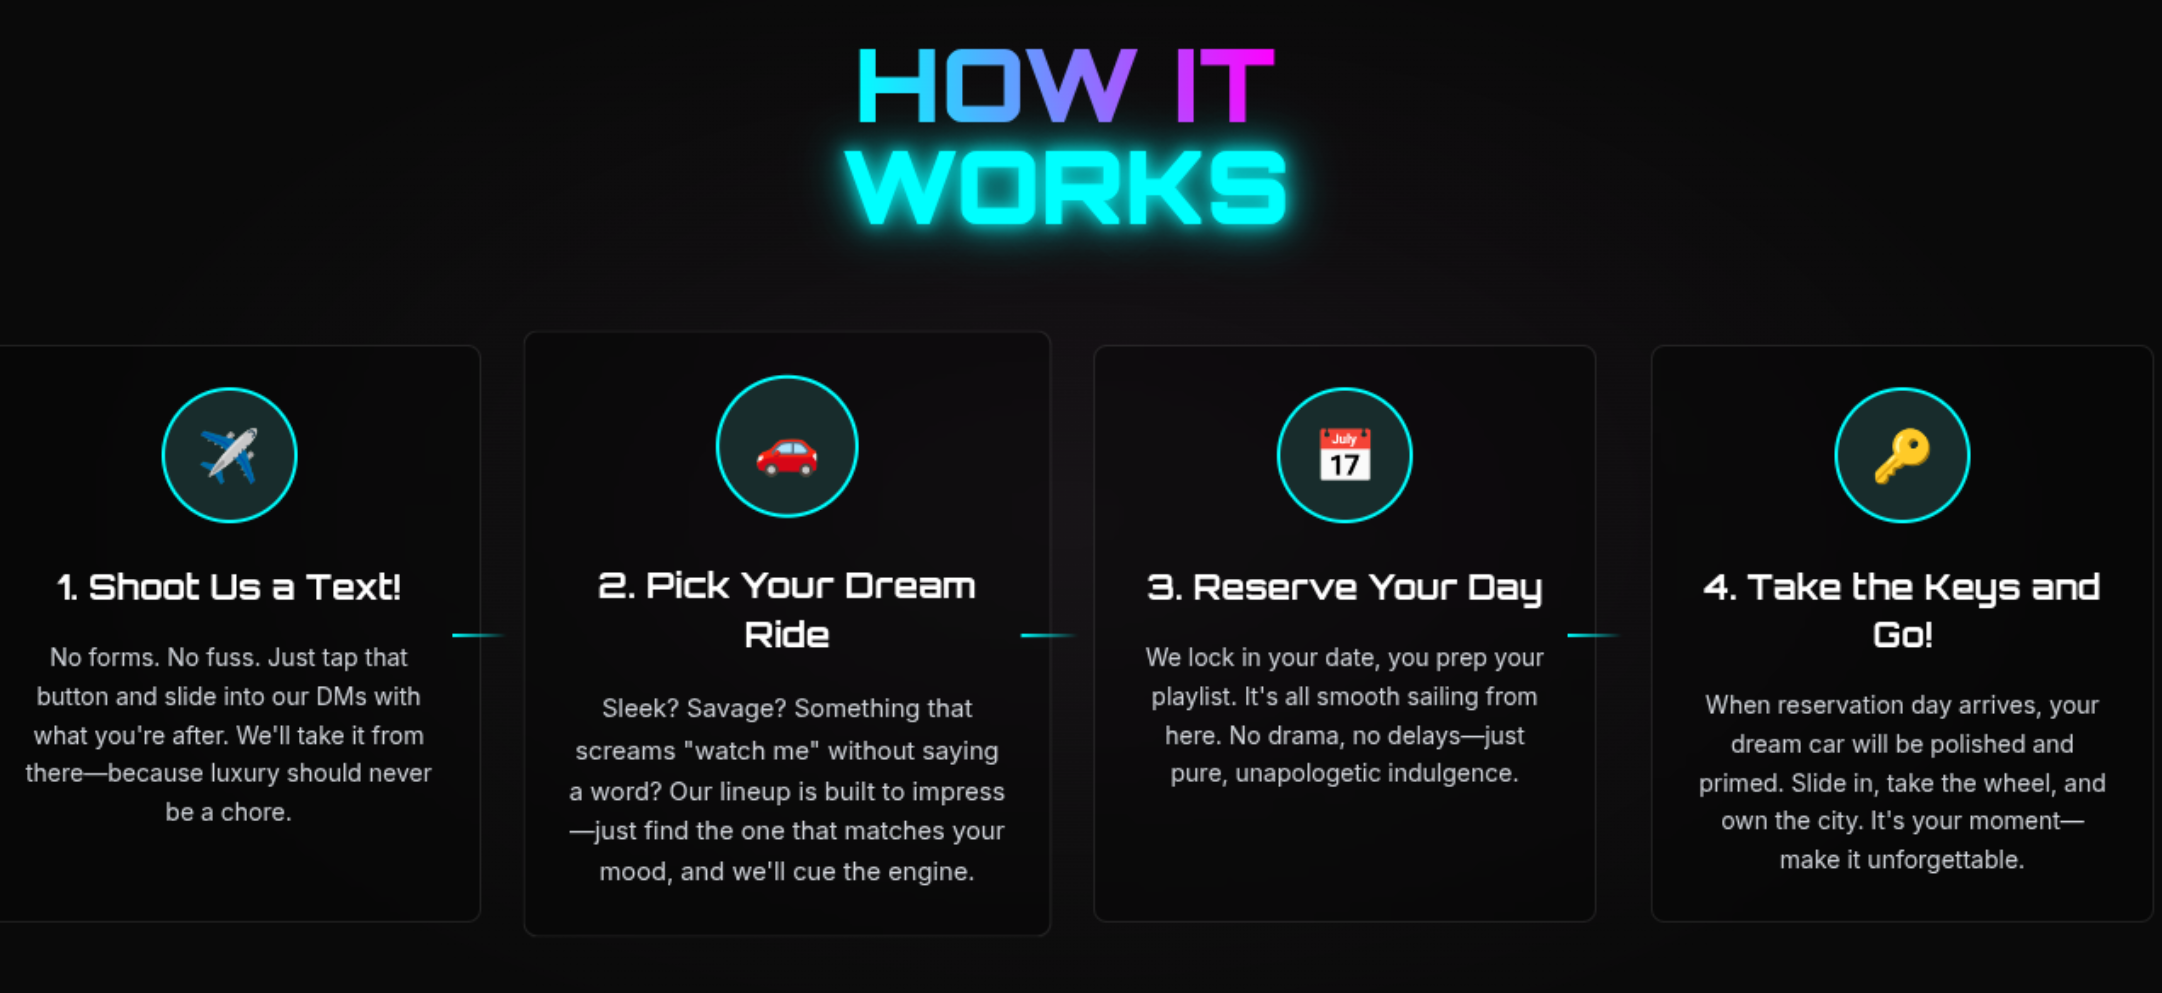 HOW IT
WORKS
1. Shoot Us a Text!
No forms. No fuss. Just tap that
button and slide into our DMs with
what you're after. We'll take it from
there—because luxury should never
be a chore.
2. Pick Your Dream
Ride
Sleek? Savage? Something that
screams "watch me" without saying
a word? Our lineup is built to impress
—just find the one that matches your
mood, and we'll cue the engine.
July
17
3. Reserve Your Day
We lock in your date, you prep your
playlist. It's all smooth sailing from
here. No drama, no delays—just
pure, unapologetic indulgence.
4. Take the Keys and
Go!
When reservation day arrives, your
dream car will be polished and
primed. Slide in, take the wheel, and
own the city. It's your moment—
make it unforgettable.